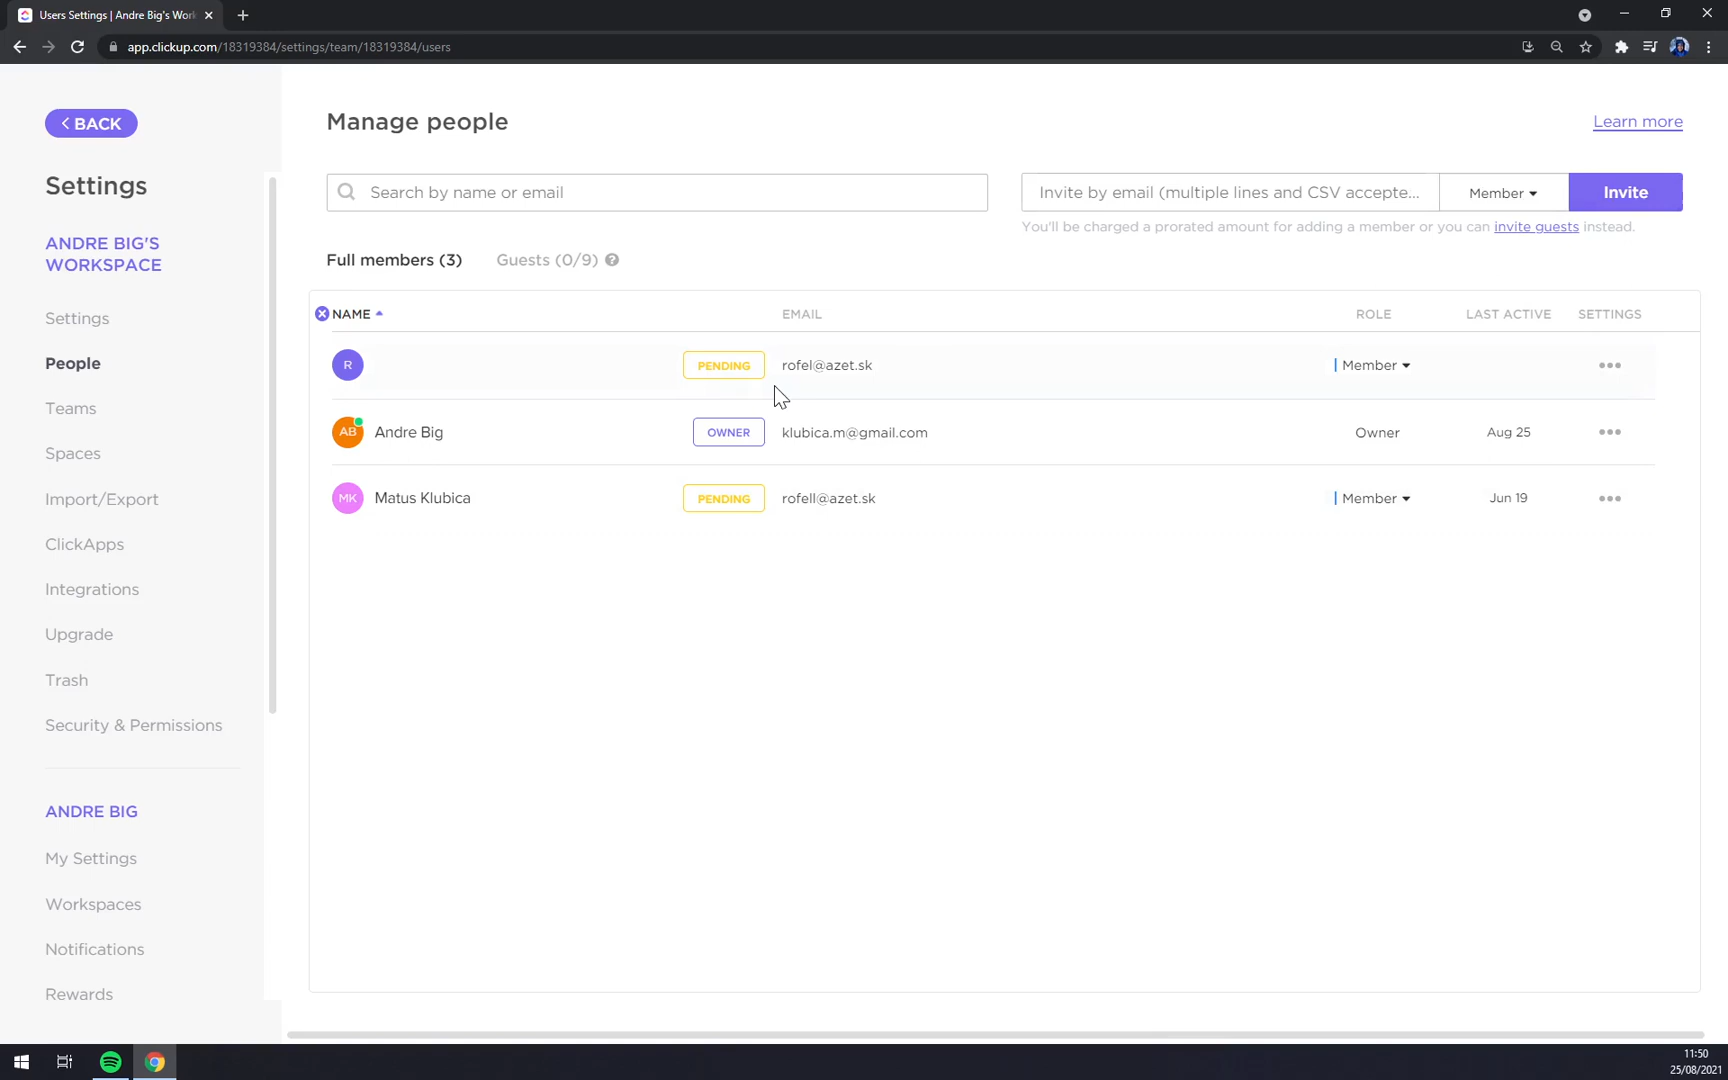 Users Settings | Andre Big's Work
app.clickup.com/18319384/settings/team/18319384/users
BACK
Settings
ANDRE BIG'S
WORKSPACE
Settings
People
Teams
Spaces
Import/Export
ClickApps
Integrations
Upgrade
Trash
Security & Permissions
ANDRE BIG
My Settings
Workspaces
Notifications
Rewards
Manage people
Learn more
Search by name or email
Invite by email (multiple lines and CSV accepte...
Member
Invite
You'll be charged a prorated amount for adding a member or you can invite guests instead.
Full members (3)
Guests (0/9)
NAME EMAIL ROLE LAST ACTIVE SETTINGS
R PENDING rofel@azet.sk Member
AB Andre Big OWNER klubica.m@gmail.com Owner Aug 25
MK Matus Klubica PENDING rofell@azet.sk Member Jun 19
11:50
25/08/2021